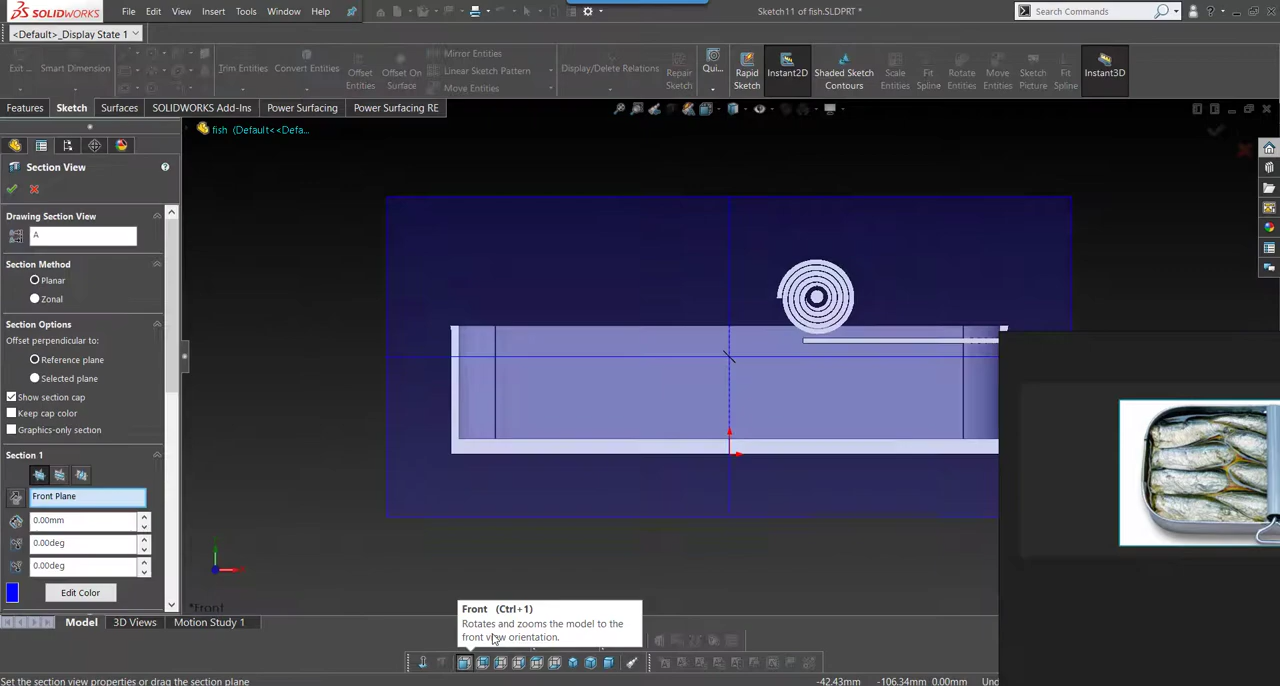 SOLIDWORKS
File Edit View Insert Tools Window Help
Sketch11 of fish.SLDPRT *
Search Commands
<Default>_Display State 1
Exit ...
Smart Dimension
Trim Entities
Convert Entities
Offset Entities
Offset On Surface
Mirror Entities
Linear Sketch Pattern
Move Entities
Display/Delete Relations
Repair Sketch
Qui...
Rapid Sketch
Instant2D
Shaded Sketch Contours
Scale Entities
Fit Spline
Rotate Entities
Move Entities
Sketch Picture
Fit Spline
Instant3D
Features Sketch Surfaces SOLIDWORKS Add-Ins Power Surfacing Power Surfacing RE
fish (Default<<Defa...
Section View
Drawing Section View
A
Section Method
Planar
Zonal
Section Options
Offset perpendicular to:
Reference plane
Selected plane
Show section cap
Keep cap color
Graphics-only section
Section 1
Front Plane
0.00mm
0.00deg
0.00deg
Edit Color
*Front
Front (Ctrl+1)
Rotates and zooms the model to the
front view orientation.
Model 3D Views Motion Study 1
Set the section view properties or drag the section plane
-42.43mm -106.34mm 0.00mm Un